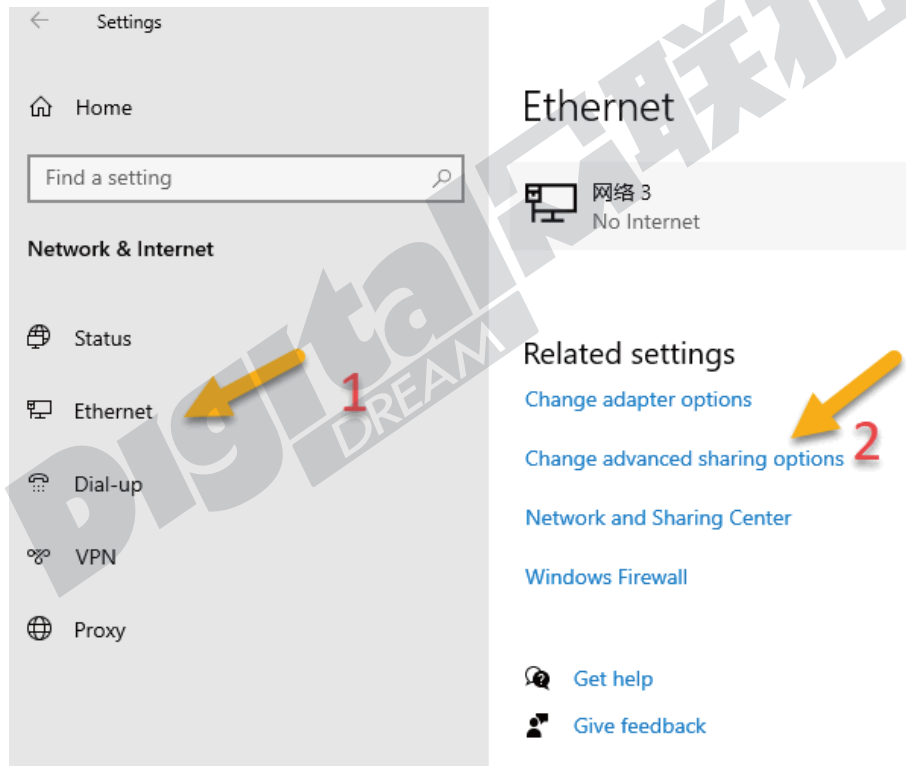 Settings
Home
Find a setting
Network & Internet
Status
Ethernet
1
Dial-up
VPN
Proxy
Ethernet
网络 3
No Internet
Related settings
Change adapter options
Change advanced sharing options
2
Network and Sharing Center
Windows Firewall
Get help
Give feedback
Digital
DREAM
联拓